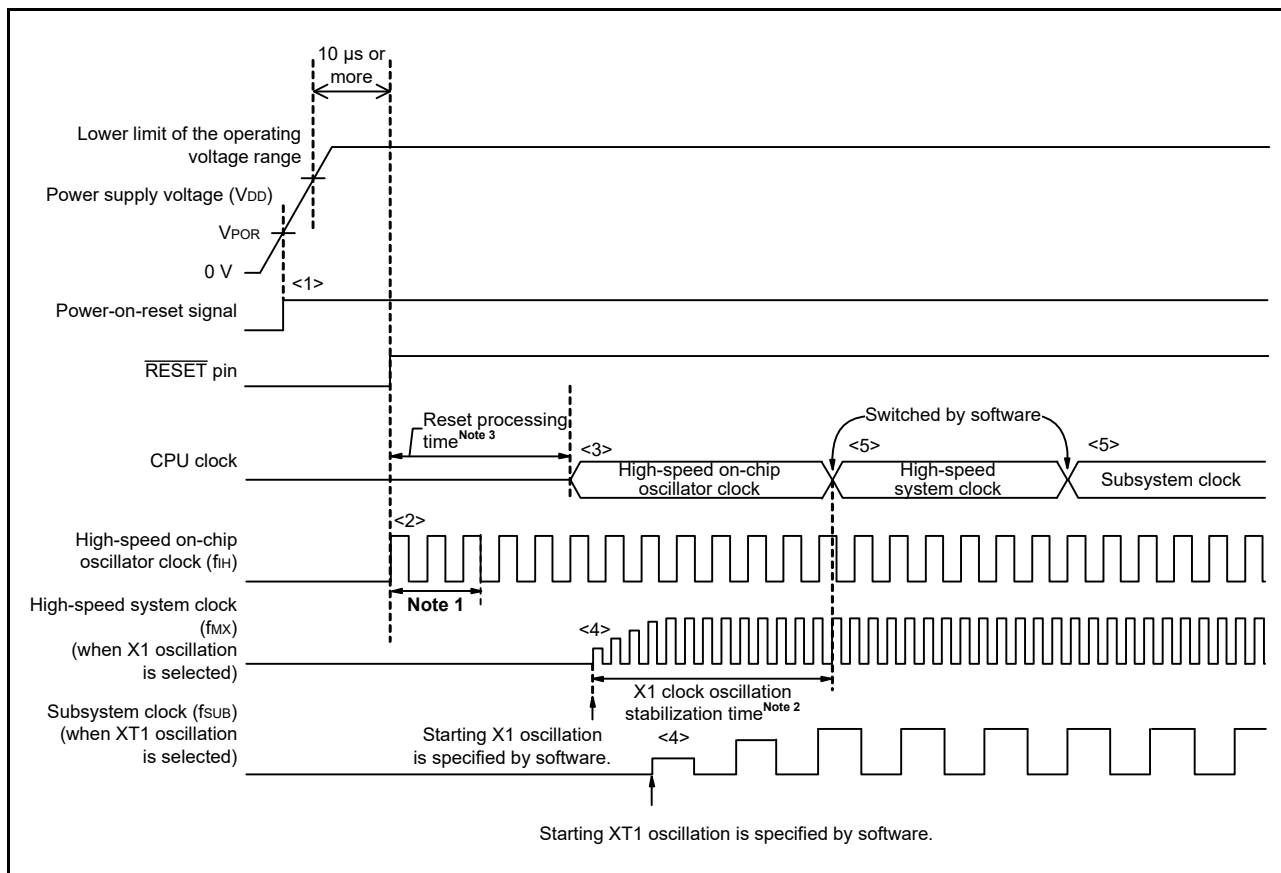 10 µs or
more
Lower limit of the operating
voltage range
Power supply voltage (VDD)
VPOR
0 V
<1>
Power-on-reset signal
RESET pin
Reset processing
time Note 3
Switched by software
<3>
<5>
<5>
CPU clock
High-speed on-chip
oscillator clock
High-speed
system clock
Subsystem clock
<2>
High-speed on-chip
oscillator clock (fIH)
Note 1
High-speed system clock
(fMX)
(when X1 oscillation
is selected)
<4>
X1 clock oscillation
stabilization time Note 2
Subsystem clock (fSUB)
(when XT1 oscillation
is selected)
Starting X1 oscillation
is specified by software.
<4>
Starting XT1 oscillation is specified by software.